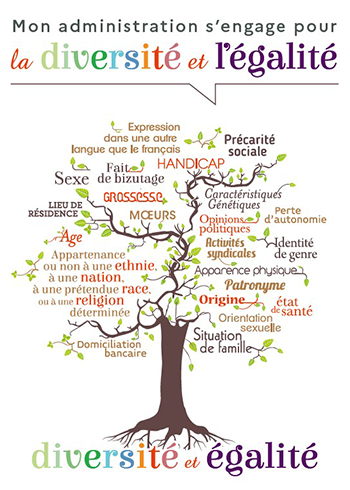 Mon administration s'engage pour
la diversité et l'égalité
Expression
dans une autre
langue que le français
Précarité
sociale
HANDICAP
Fait
de bizutage
Sexe
Caractéristiques
Génétiques
GROSSESSE
LIEU DE
RÉSIDENCE
MŒURS
Opinions
politiques
Perte
d'autonomie
Age
Activités
syndicales
Identité
de genre
Appartenance
ou non à une ethnie,
à une nation,
à une prétendue race,
ou à une religion
déterminée
Apparence physique
Patronyme
Origine
état
de santé
Orientation
sexuelle
Situation
de famille
Domiciliation
bancaire
diversité et égalité